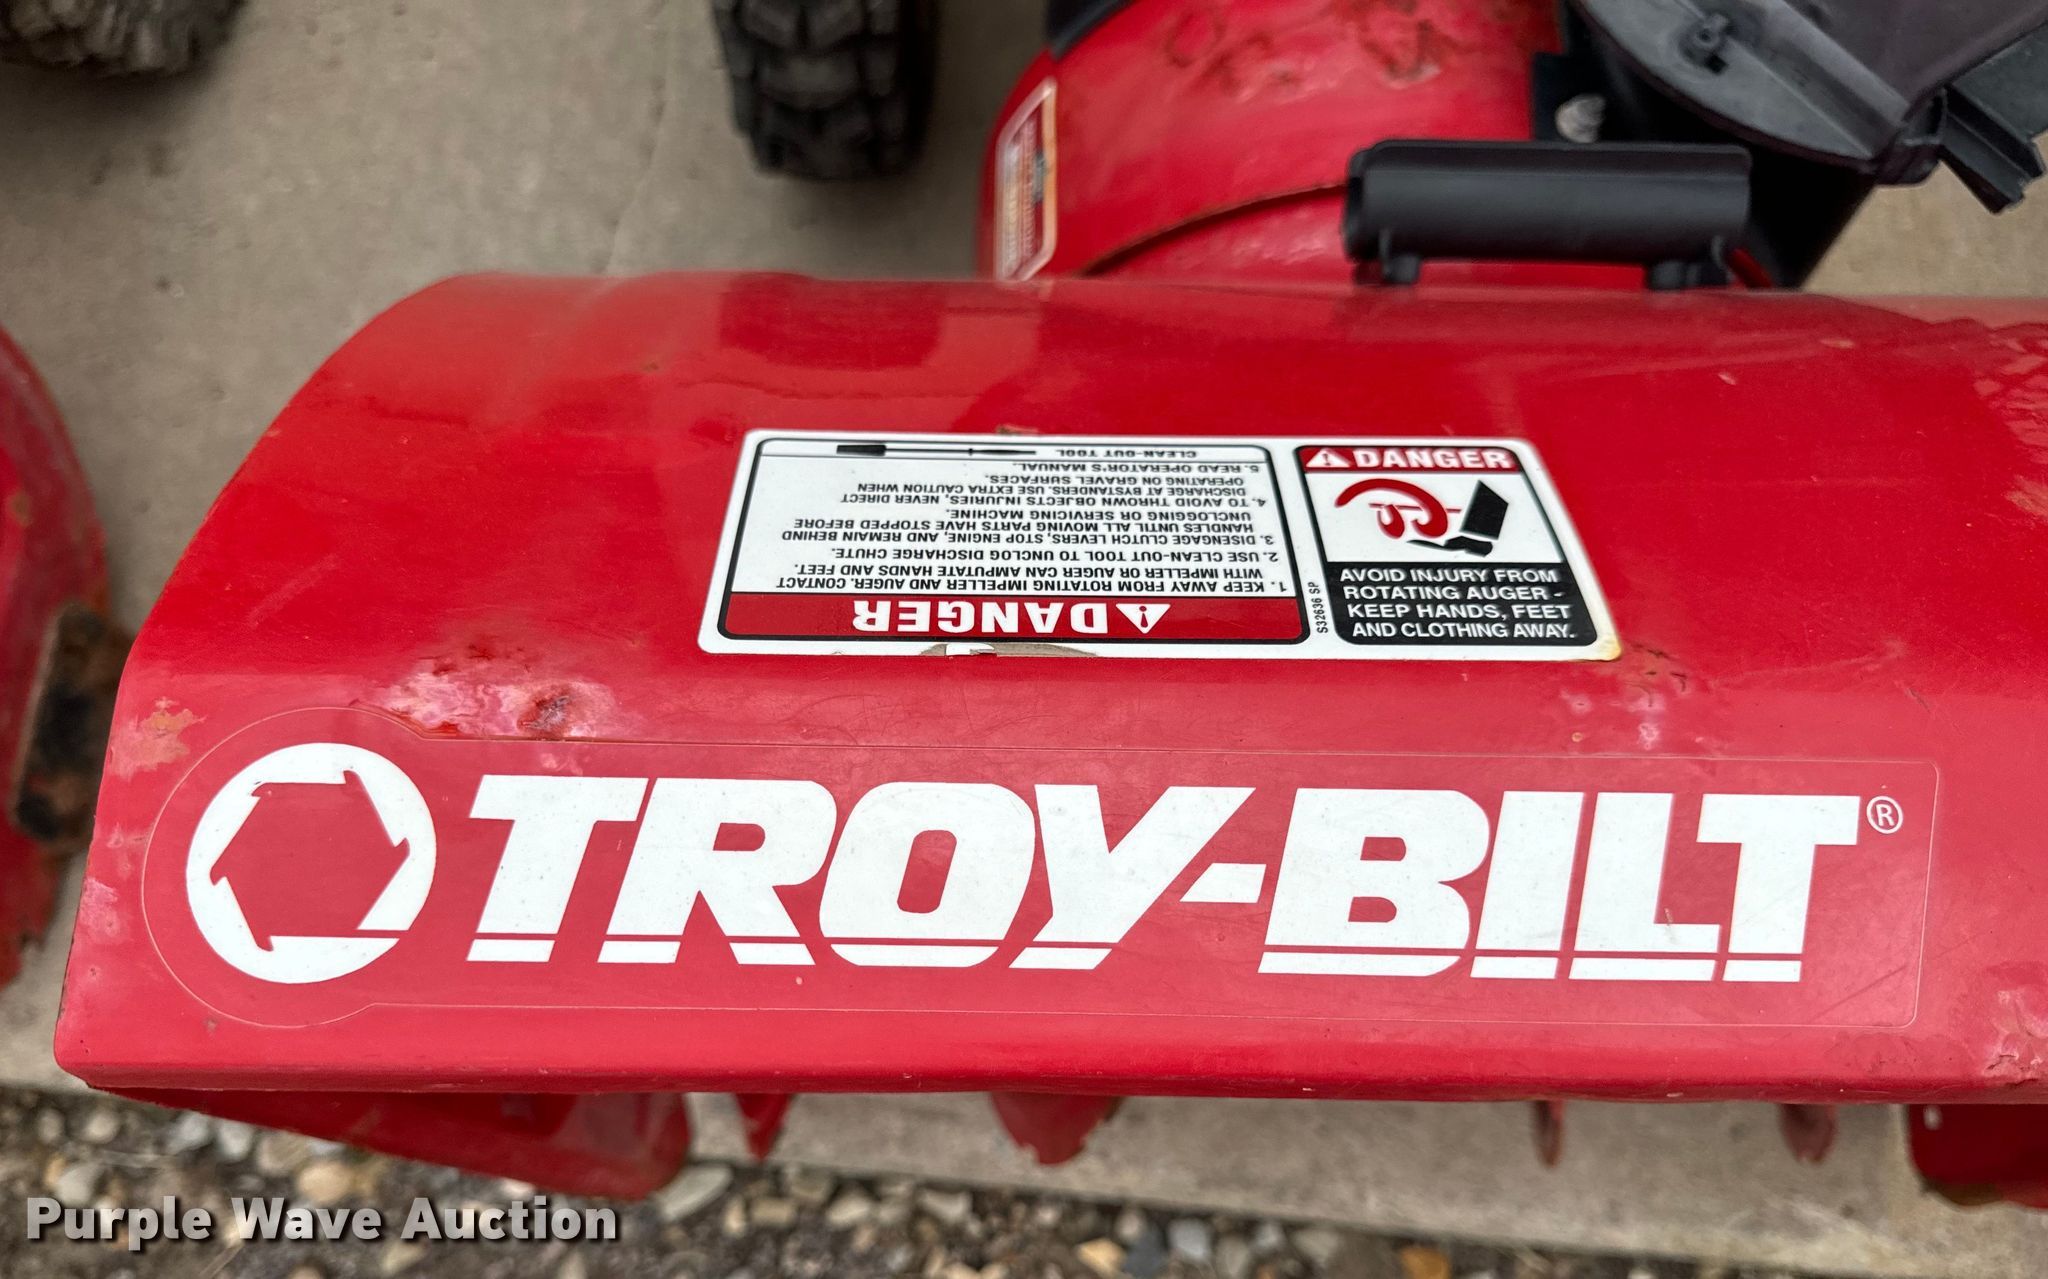 CLEAN-OUT TOOL
DANGER
1. KEEP AWAY FROM ROTATING IMPELLER AND AUGER. CONTACT
WITH IMPELLER OR AUGER CAN AMPUTATE HANDS AND FEET.
2. USE CLEAN-OUT TOOL TO UNCLOG DISCHARGE CHUTE.
3. DISENGAGE CLUTCH LEVERS, STOP ENGINE, AND REMAIN BEHIND
HANDLES UNTIL ALL MOVING PARTS HAVE STOPPED BEFORE
UNCLOGGING OR SERVICING MACHINE.
4. TO AVOID THROWN OBJECTS INJURIES, NEVER DIRECT
DISCHARGE AT BYSTANDERS. USE EXTRA CAUTION WHEN
OPERATING ON GRAVEL SURFACES.
5. READ OPERATOR'S MANUAL.
S32636 SP
DANGER
AVOID INJURY FROM
ROTATING AUGER -
KEEP HANDS, FEET
AND CLOTHING AWAY.
TROY-BILT®
Purple Wave Auction